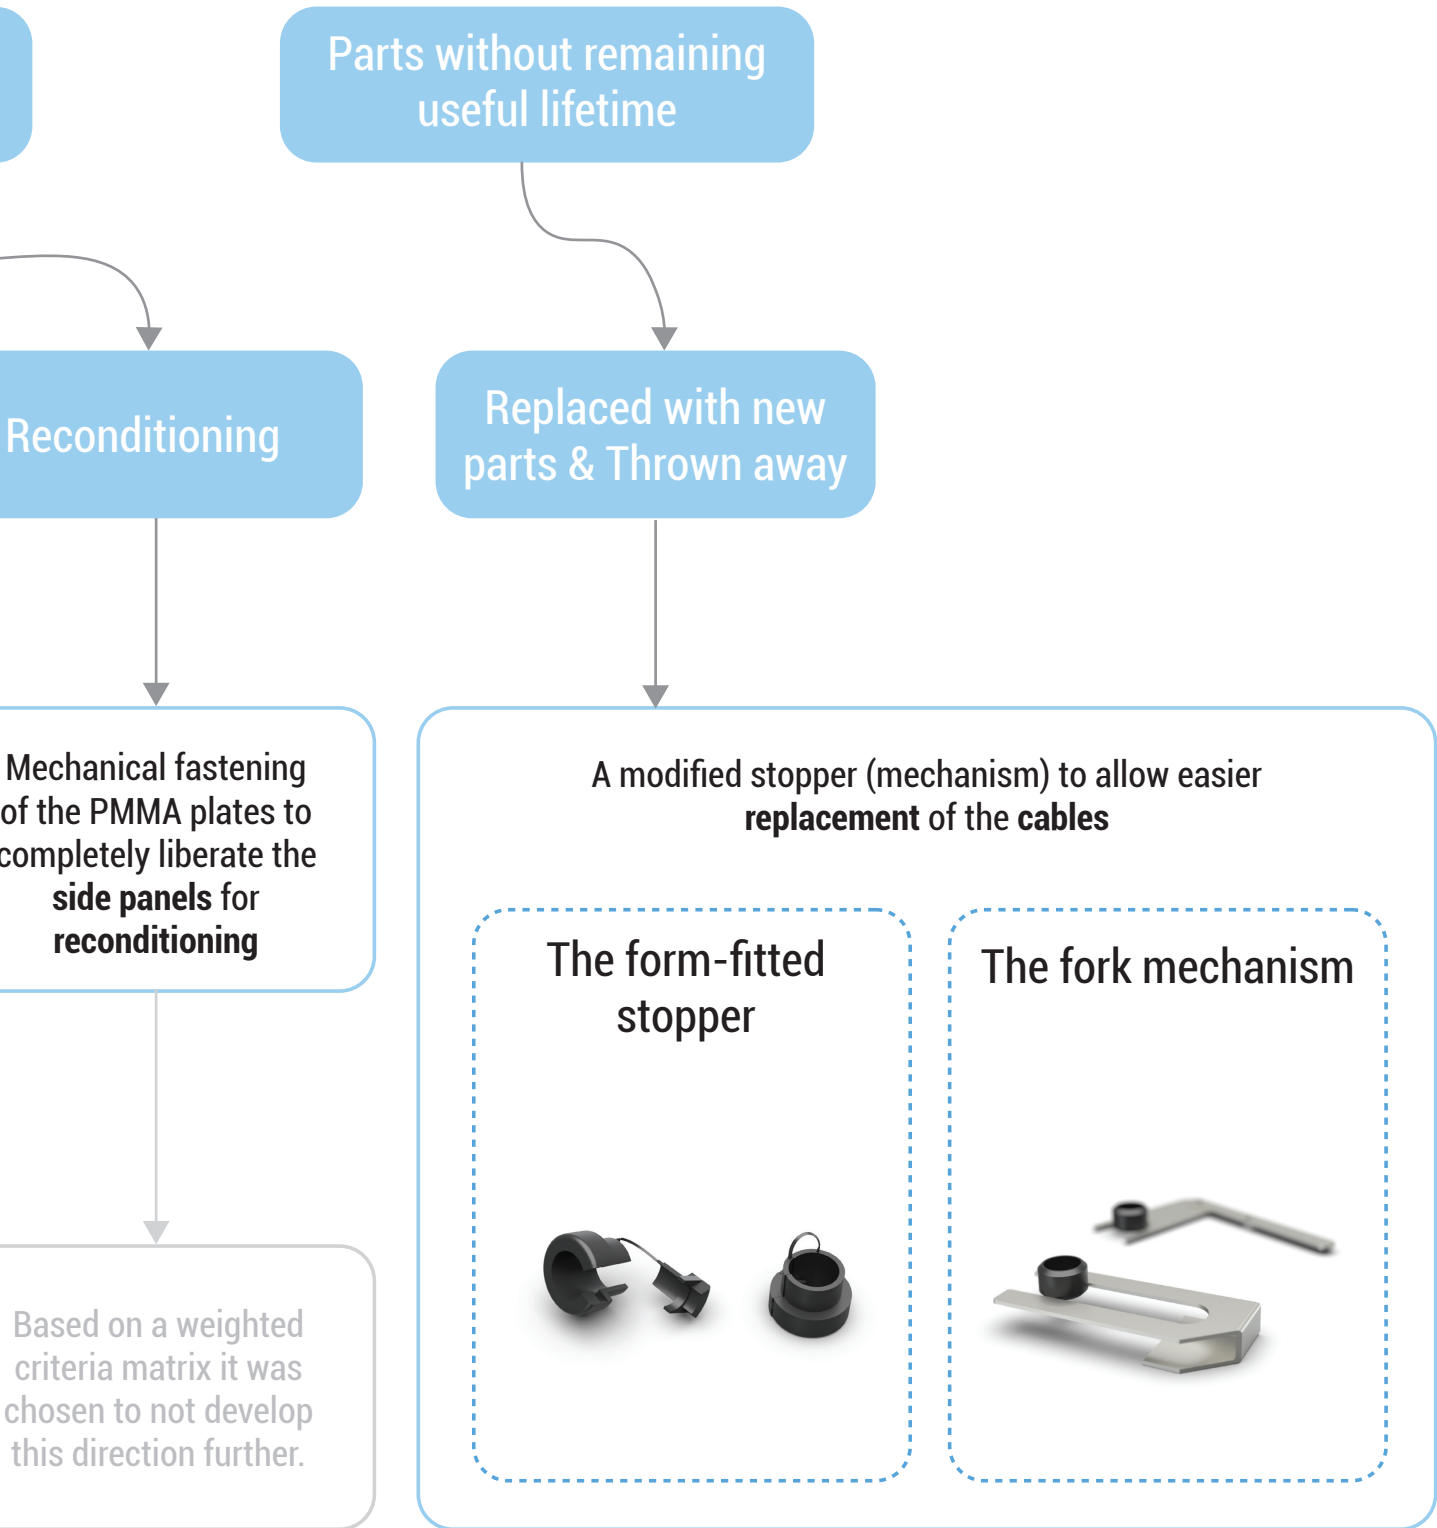 Parts without remaining
useful lifetime
Reconditioning
Replaced with new
parts & Thrown away
Mechanical fastening
of the PMMA plates to
completely liberate the
side panels for
reconditioning
A modified stopper (mechanism) to allow easier
replacement of the cables
The form-fitted
stopper
The fork mechanism
Based on a weighted
criteria matrix it was
chosen to not develop
this direction further.